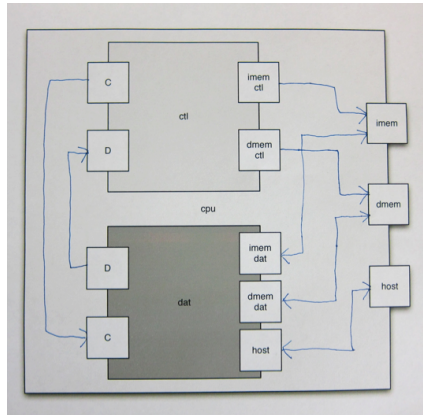 C
imem
ctl
ctl
imem
D
dmem
ctl
dmem
cpu
D
imem
dat
dat
dmem
dat
host
C
host